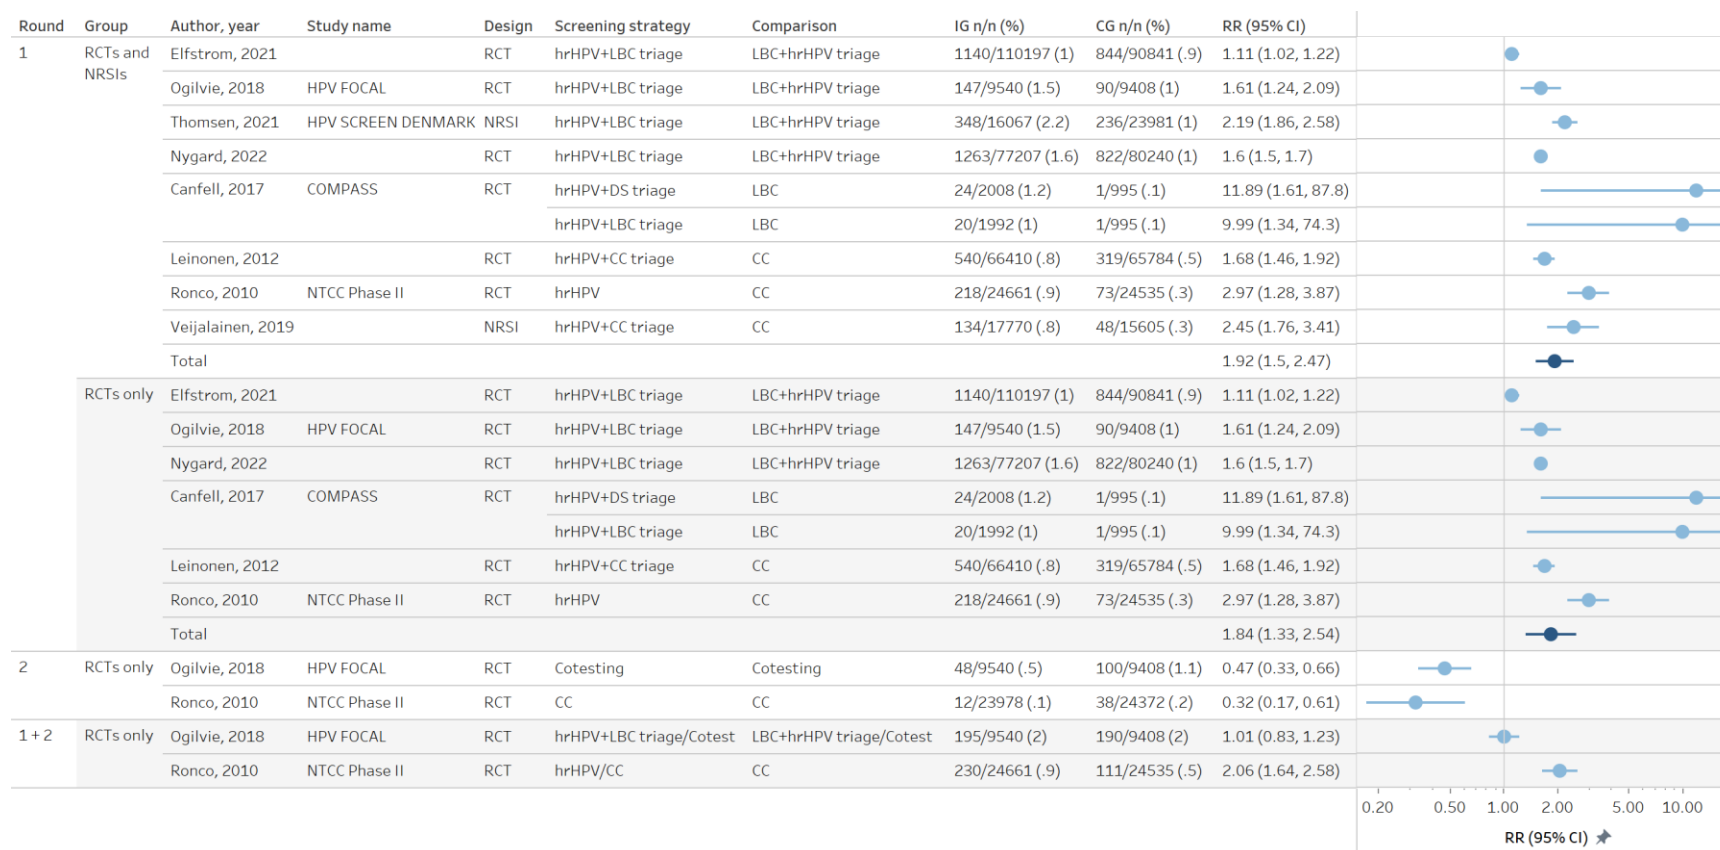 Round Group Author, year Study name Design Screening strategy Comparison IG n/n (%) CG n/n (%) RR (95% CI)
1 RCTs and NRSIs Elfstrom, 2021 RCT hrHPV+LBC triage LBC+hrHPV triage 1140/110197 (1) 844/90841 (.9) 1.11 (1.02, 1.22)
Ogilvie, 2018 HPV FOCAL RCT hrHPV+LBC triage LBC+hrHPV triage 147/9540 (1.5) 90/9408 (1) 1.61 (1.24, 2.09)
Thomsen, 2021 HPV SCREEN DENMARK NRSI hrHPV+LBC triage LBC+hrHPV triage 348/16067 (2.2) 236/23981 (1) 2.19 (1.86, 2.58)
Nygard, 2022 RCT hrHPV+LBC triage LBC+hrHPV triage 1263/77207 (1.6) 822/80240 (1) 1.6 (1.5, 1.7)
Canfell, 2017 COMPASS RCT hrHPV+DS triage LBC 24/2008 (1.2) 1/995 (.1) 11.89 (1.61, 87.8)
hrHPV+LBC triage LBC 20/1992 (1) 1/995 (.1) 9.99 (1.34, 74.3)
Leinonen, 2012 RCT hrHPV+CC triage CC 540/66410 (.8) 319/65784 (.5) 1.68 (1.46, 1.92)
Ronco, 2010 NTCC Phase II RCT hrHPV CC 218/24661 (.9) 73/24535 (.3) 2.97 (1.28, 3.87)
Veijalainen, 2019 NRSI hrHPV+CC triage CC 134/17770 (.8) 48/15605 (.3) 2.45 (1.76, 3.41)
Total 1.92 (1.5, 2.47)
RCTs only Elfstrom, 2021 RCT hrHPV+LBC triage LBC+hrHPV triage 1140/110197 (1) 844/90841 (.9) 1.11 (1.02, 1.22)
Ogilvie, 2018 HPV FOCAL RCT hrHPV+LBC triage LBC+hrHPV triage 147/9540 (1.5) 90/9408 (1) 1.61 (1.24, 2.09)
Nygard, 2022 RCT hrHPV+LBC triage LBC+hrHPV triage 1263/77207 (1.6) 822/80240 (1) 1.6 (1.5, 1.7)
Canfell, 2017 COMPASS RCT hrHPV+DS triage LBC 24/2008 (1.2) 1/995 (.1) 11.89 (1.61, 87.8)
hrHPV+LBC triage LBC 20/1992 (1) 1/995 (.1) 9.99 (1.34, 74.3)
Leinonen, 2012 RCT hrHPV+CC triage CC 540/66410 (.8) 319/65784 (.5) 1.68 (1.46, 1.92)
Ronco, 2010 NTCC Phase II RCT hrHPV CC 218/24661 (.9) 73/24535 (.3) 2.97 (1.28, 3.87)
Total 1.84 (1.33, 2.54)
2 RCTs only Ogilvie, 2018 HPV FOCAL RCT Cotesting Cotesting 48/9540 (.5) 100/9408 (1.1) 0.47 (0.33, 0.66)
Ronco, 2010 NTCC Phase II RCT CC CC 12/23978 (.1) 38/24372 (.2) 0.32 (0.17, 0.61)
1 + 2 RCTs only Ogilvie, 2018 HPV FOCAL RCT hrHPV+LBC triage/Cotest LBC+hrHPV triage/Cotest 195/9540 (2) 190/9408 (2) 1.01 (0.83, 1.23)
Ronco, 2010 NTCC Phase II RCT hrHPV/CC CC 230/24661 (.9) 111/24535 (.5) 2.06 (1.64, 2.58)
0.20 0.50 1.00 2.00 5.00 10.00
RR (95% CI)